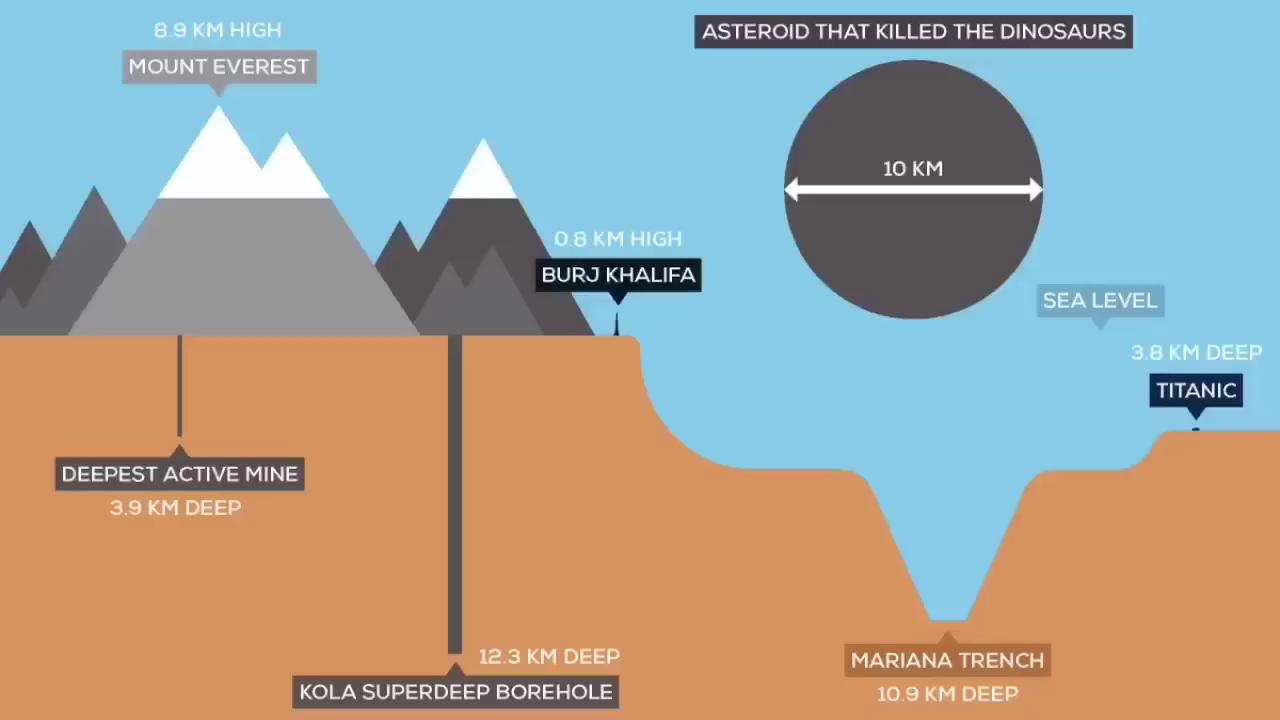 8.9 KM HIGH
MOUNT EVEREST
ASTEROID THAT KILLED THE DINOSAURS
10 KM
0.8 KM HIGH
BURJ KHALIFA
SEA LEVEL
3.8 KM DEEP
TITANIC
DEEPEST ACTIVE MINE
3.9 KM DEEP
12.3 KM DEEP
KOLA SUPERDEEP BOREHOLE
MARIANA TRENCH
10.9 KM DEEP